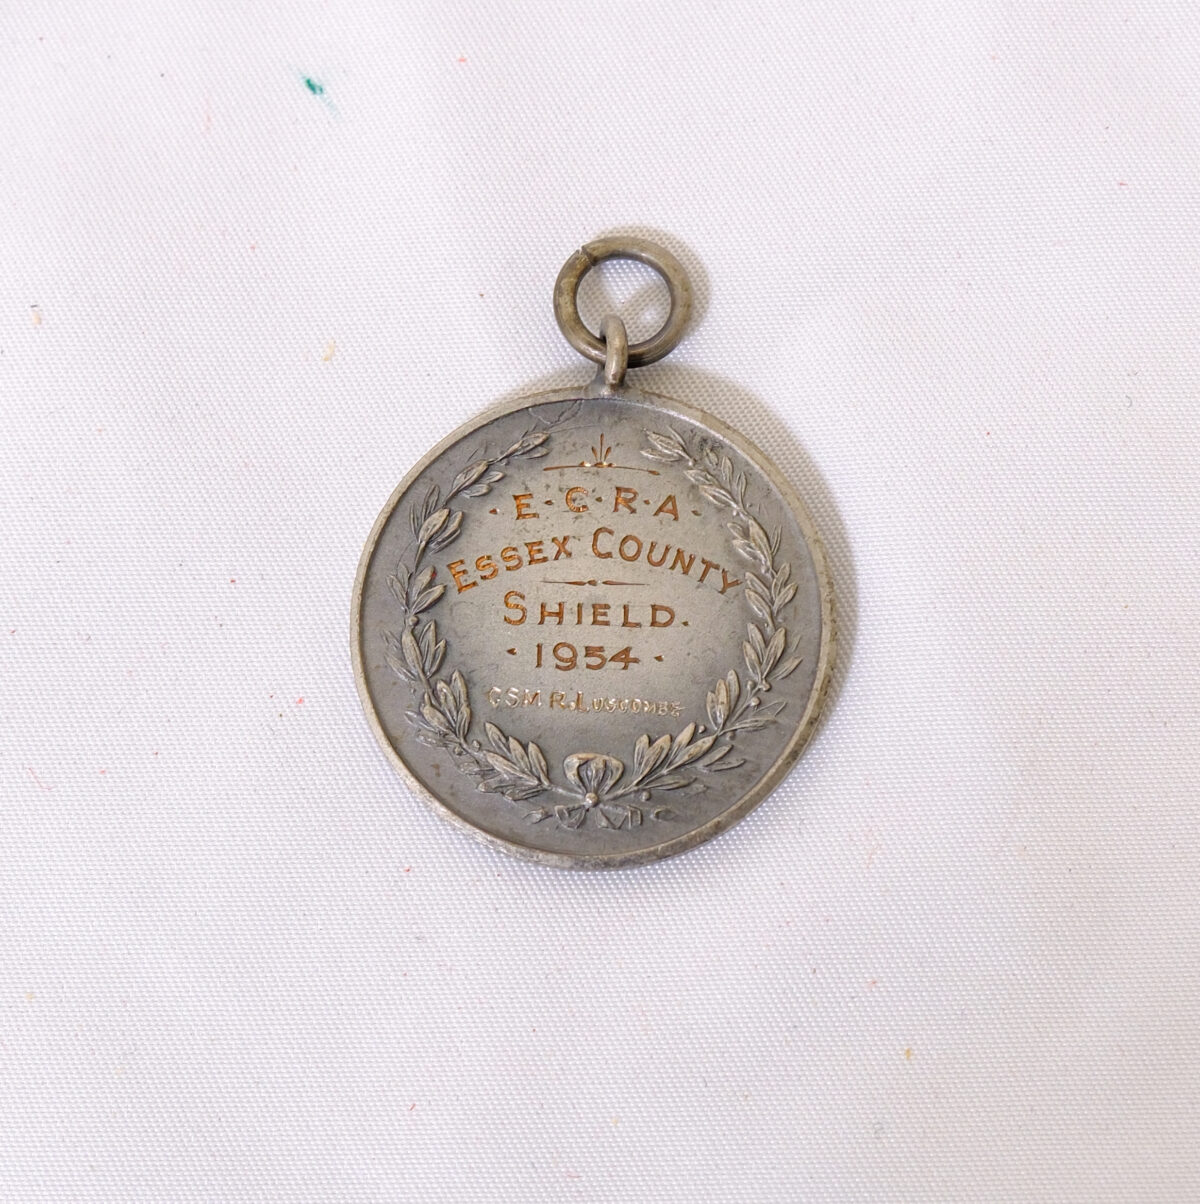 ·E·C·R·A·
ESSEX COUNTY
SHIELD.
·1954·
CSM R. LUSCOMBE